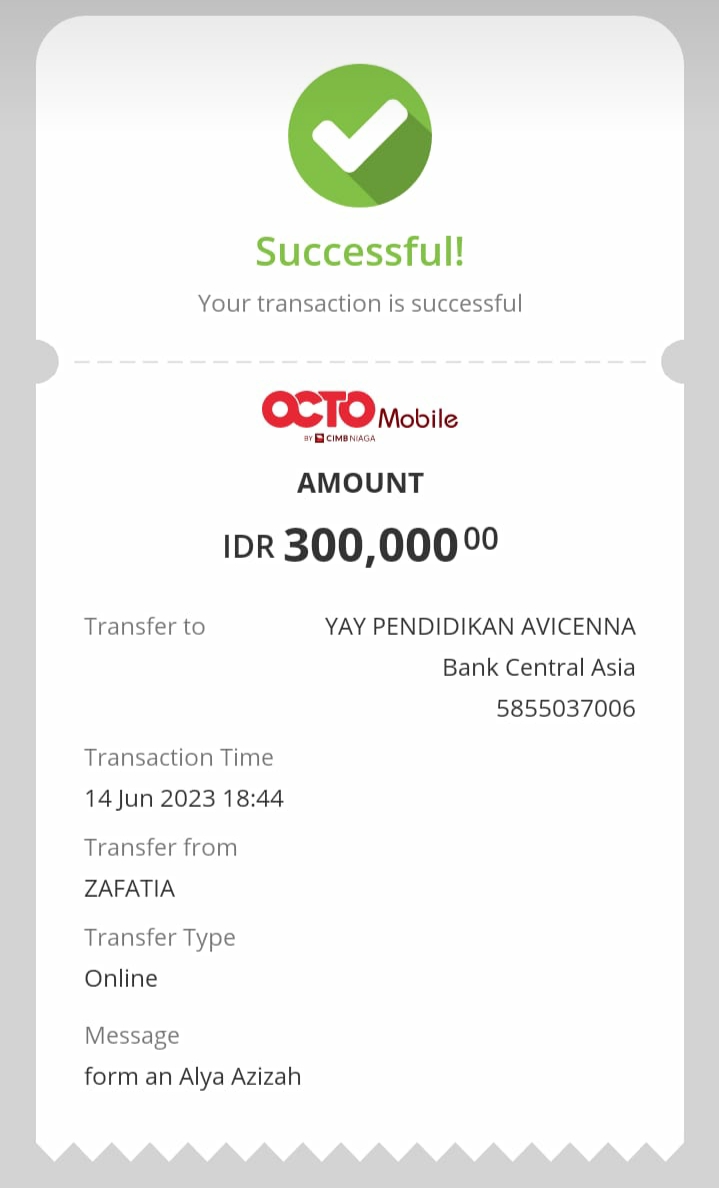 Successful!
Your transaction is successful
OCTO Mobile
BY CIMB NIAGA
AMOUNT
IDR 300,000 00
Transfer to YAY PENDIDIKAN AVICENNA
Bank Central Asia
5855037006
Transaction Time
14 Jun 2023 18:44
Transfer from
ZAFATIA
Transfer Type
Online
Message
form an Alya Azizah